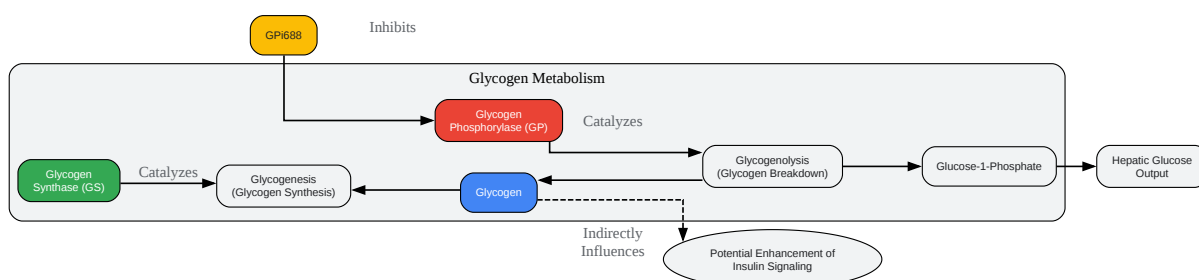 GPi688
Inhibits
Glycogen Metabolism
Glycogen
Phosphorylase (GP)
Catalyzes
Glycogen
Synthase (GS)
Catalyzes
Glycogenesis
(Glycogen Synthesis)
Glycogen
Glycogenolysis
(Glycogen Breakdown)
Glucose-1-Phosphate
Hepatic Glucose
Output
Indirectly
Influences
Potential Enhancement of
Insulin Signaling